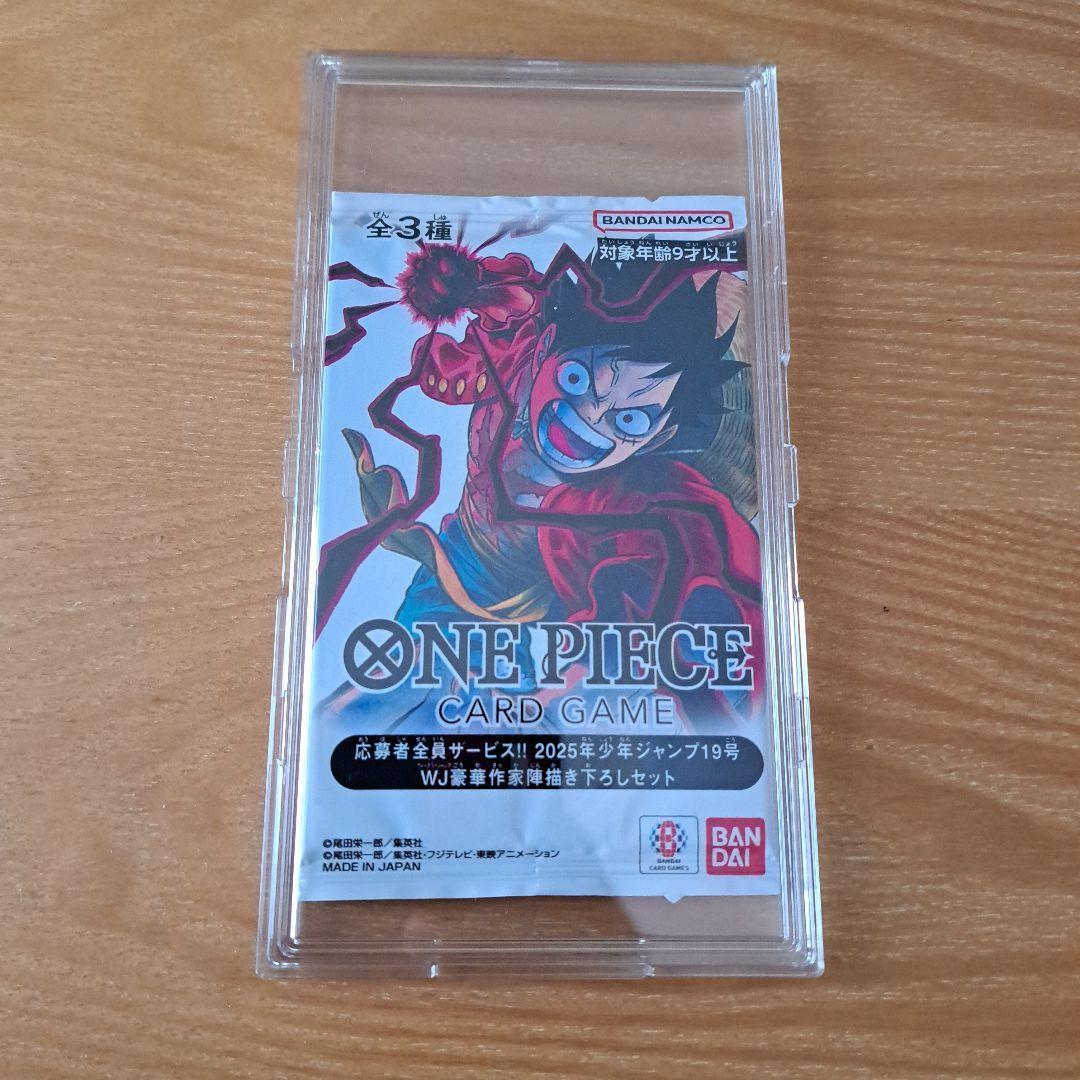 全3種
BANDAI NAMCO
対象年齢9才以上
ONE PIECE
CARD GAME
応募者全員サービス!! 2025年少年ジャンプ19号
WJ豪華作家陣描き下ろしセット
©尾田栄一郎/集英社
©尾田栄一郎/集英社・フジテレビ・東映アニメーション
MADE IN JAPAN
B
BANDAI
CARD GAMES
BAN
DAI